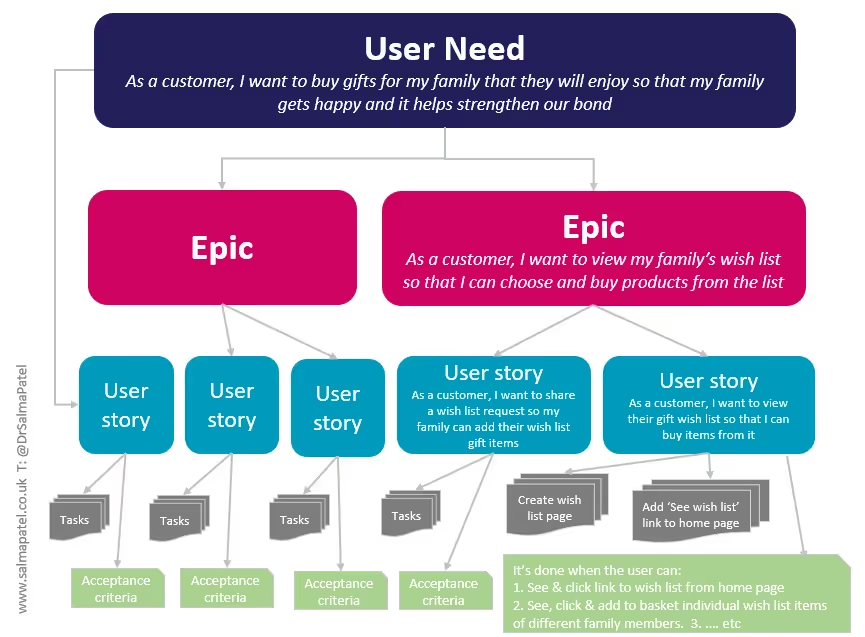 User Need
As a customer, I want to buy gifts for my family that they will enjoy so that my family
gets happy and it helps strengthen our bond
Epic
Epic
As a customer, I want to view my family's wish list
so that I can choose and buy products from the list
User
story
User
story
User
story
User story
As a customer, I want to share
a wish list request so my
family can add their wish list
gift items
User story
As a customer, I want to view
their gift wish list so that I can
buy items from it
Tasks
Tasks
Tasks
Tasks
Create wish
list page
Add 'See wish list'
link to home page
Acceptance
criteria
Acceptance
criteria
Acceptance
criteria
Acceptance
criteria
It's done when the user can:
1. See & click link to wish list from home page
2. See, click & add to basket individual wish list items
of different family members. 3. .... etc
www.salmapatel.co.uk T: @DrSalmaPatel